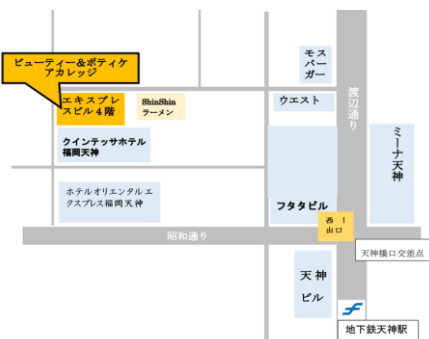 モス
バー
ガー
ビューティー&ボティケ
アカレッジ
エキスプレ
スビル4階
ShinShin
ラーメン
ウエスト
渡辺通り
ミーナ天神
クインテッサホテル
福岡天神
ホテルオリエンタルエ
クスプレス福岡天神
フタタビル
西 1
出口
昭和通り
天神橋口交差点
天神
ビル
地下鉄天神駅